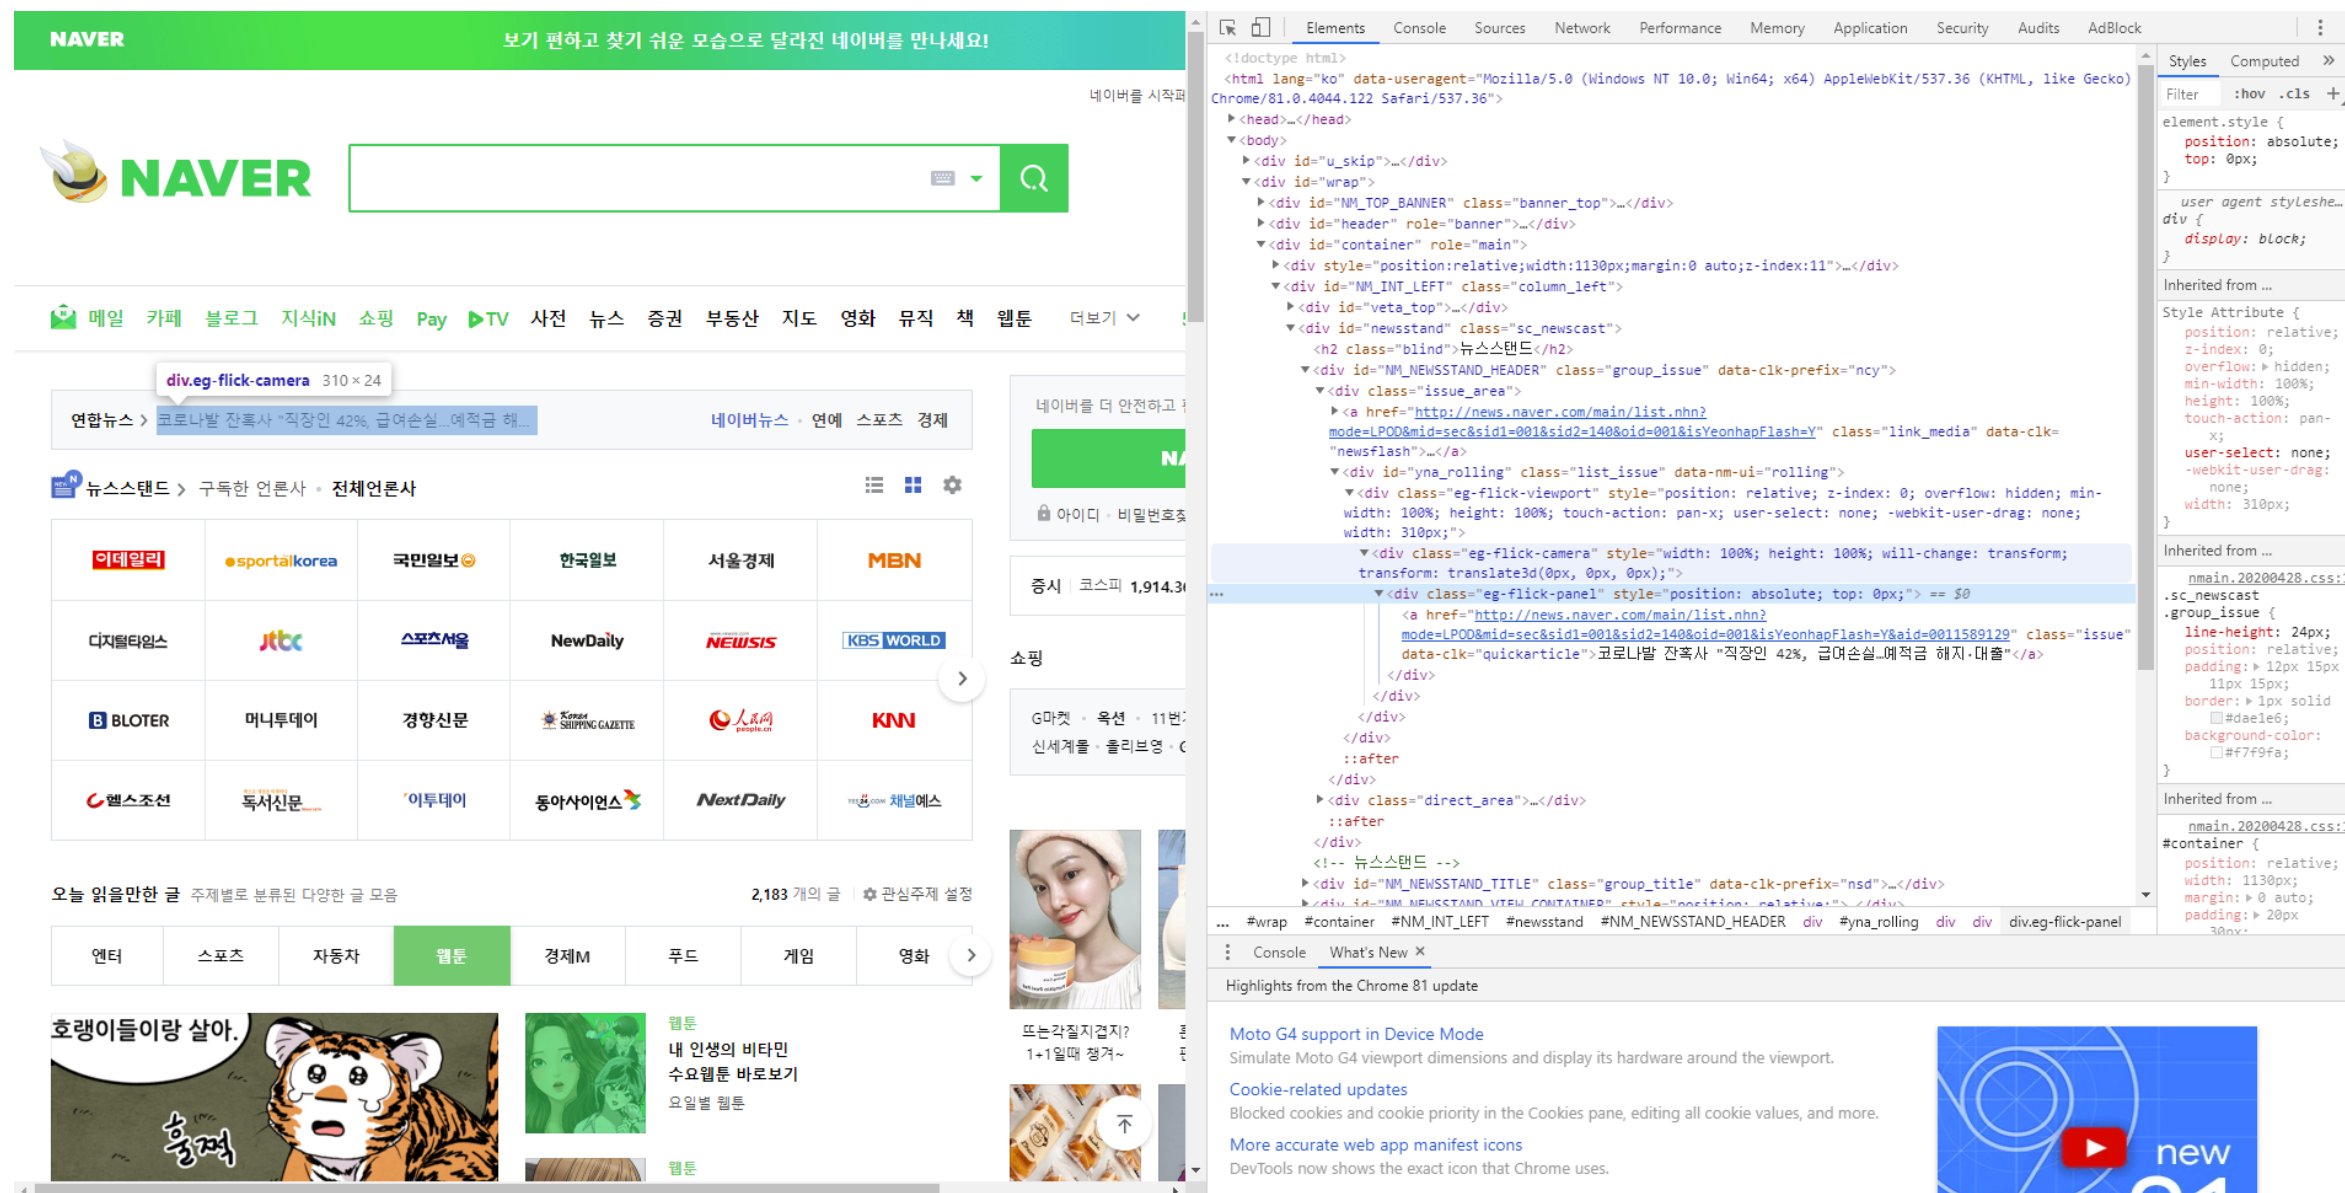 NAVER
보기 편하고 찾기 쉬운 모습으로 달라진 네이버를 만나세요!
네이버를 시작페
NAVER
메일 카페 블로그 지식iN 쇼핑 Pay TV 사전 뉴스 증권 부동산 지도 영화 뮤직 책 웹툰 더보기
div.eg-flick-camera 310 × 24
연합뉴스 > 코로나발 잔혹사 "직장인 42%, 급여손실…예적금 해...
네이버뉴스 · 연예 스포츠 경제
뉴스스탠드 > 구독한 언론사 · 전체언론사
이데일리 sportalkorea 국민일보 한국일보 서울경제 MBN
디지털타임스 jtbc 스포츠서울 NewDaily NEWSIS KBS WORLD
B BLOTER 머니투데이 경향신문 Korea SHIPPING GAZETTE 人民网 people.cn KNN
헬스조선 독서신문 이투데이 동아사이언스 NextDaily YES24.COM 채널예스
오늘 읽을만한 글 주제별로 분류된 다양한 글 모음
2,183 개의 글 관심주제 설정
엔터 스포츠 자동차 웹툰 경제M 푸드 게임 영화
호랭이들이랑 살아.
훌쩍
웹툰
내 인생의 비타민
수요웹툰 바로보기
요일별 웹툰
웹툰
네이버를 더 안전하고
NA
아이디 · 비밀번호찾
증시 코스피 1,914.3
쇼핑
G마켓 · 옥션 · 11번
신세계몰 · 올리브영 · G
뜨는각질지겹지?
1+1일때 챙겨~
Elements Console Sources Network Performance Memory Application Security Audits AdBlock
<!doctype html>
<html lang="ko" data-useragent="Mozilla/5.0 (Windows NT 10.0; Win64; x64) AppleWebKit/537.36 (KHTML, like Gecko)
Chrome/81.0.4044.122 Safari/537.36">
<head>…</head>
<body>
<div id="u_skip">…</div>
<div id="wrap">
<div id="NM_TOP_BANNER" class="banner_top">…</div>
<div id="header" role="banner">…</div>
<div id="container" role="main">
<div style="position:relative;width:1130px;margin:0 auto;z-index:11">…</div>
<div id="NM_INT_LEFT" class="column_left">
<div id="veta_top">…</div>
<div id="newsstand" class="sc_newscast">
<h2 class="blind">뉴스스탠드</h2>
<div id="NM_NEWSSTAND_HEADER" class="group_issue" data-clk-prefix="ncy">
<div class="issue_area">
<a href="http://news.naver.com/main/list.nhn?
mode=LPOD&mid=sec&sid1=001&sid2=140&oid=001&isYeonhapFlash=Y" class="link_media" data-clk=
"newsflash">…</a>
<div id="yna_rolling" class="list_issue" data-nm-ui="rolling">
<div class="eg-flick-viewport" style="position: relative; z-index: 0; overflow: hidden; min-
width: 100%; height: 100%; touch-action: pan-x; user-select: none; -webkit-user-drag: none;
width: 310px;">
<div class="eg-flick-camera" style="width: 100%; height: 100%; will-change: transform;
transform: translate3d(0px, 0px, 0px);">
... <div class="eg-flick-panel" style="position: absolute; top: 0px;"> == $0
<a href="http://news.naver.com/main/list.nhn?
mode=LPOD&mid=sec&sid1=001&sid2=140&oid=001&isYeonhapFlash=Y&aid=0011589129" class="issue"
data-clk="quickarticle">코로나발 잔혹사 "직장인 42%, 급여손실…예적금 해지·대출"</a>
</div>
</div>
</div>
</div>
::after
</div>
<div class="direct_area">…</div>
::after
</div>
<!-- 뉴스스탠드 -->
<div id="NM_NEWSSTAND_TITLE" class="group_title" data-clk-prefix="nsd">…</div>
<div id="NM_NEWSSTAND_VIEW_CONTAINER" style="position: relative;">…</div>
... #wrap #container #NM_INT_LEFT #newsstand #NM_NEWSSTAND_HEADER div #yna_rolling div div div.eg-flick-panel
Styles Computed »
Filter :hov .cls +
element.style {
position: absolute;
top: 0px;
}
user agent styleshe…
div {
display: block;
}
Inherited from ...
Style Attribute {
position: relative;
z-index: 0;
overflow: hidden;
min-width: 100%;
height: 100%;
touch-action: pan-
x;
user-select: none;
-webkit-user-drag:
none;
width: 310px;
}
Inherited from ...
nmain.20200428.css:
.sc_newscast
.group_issue {
line-height: 24px;
position: relative;
padding: 12px 15px
11px 15px;
border: 1px solid
#dae1e6;
background-color:
#f7f9fa;
}
Inherited from ...
nmain.20200428.css:
#container {
position: relative;
width: 1130px;
margin: 0 auto;
padding: 20px
30px;
Console What's New ×
Highlights from the Chrome 81 update
Moto G4 support in Device Mode
Simulate Moto G4 viewport dimensions and display its hardware around the viewport.
Cookie-related updates
Blocked cookies and cookie priority in the Cookies pane, editing all cookie values, and more.
More accurate web app manifest icons
DevTools now shows the exact icon that Chrome uses.
new